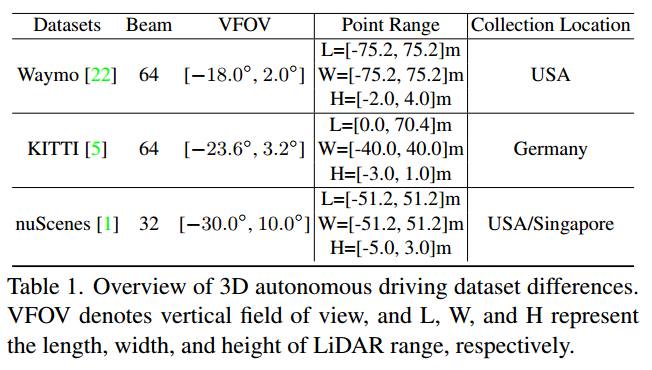 Datasets Beam VFOV Point Range Collection Location
L=[-75.2, 75.2]m
Waymo [22] 64 [−18.0°, 2.0°] W=[-75.2, 75.2]m USA
H=[-2.0, 4.0]m
L=[0.0, 70.4]m
KITTI [5] 64 [−23.6°, 3.2°] W=[-40.0, 40.0]m Germany
H=[-3.0, 1.0]m
L=[-51.2, 51.2]m
nuScenes [1] 32 [−30.0°, 10.0°] W=[-51.2, 51.2]m USA/Singapore
H=[-5.0, 3.0]m
Table 1. Overview of 3D autonomous driving dataset differences.
VFOV denotes vertical field of view, and L, W, and H represent
the length, width, and height of LiDAR range, respectively.